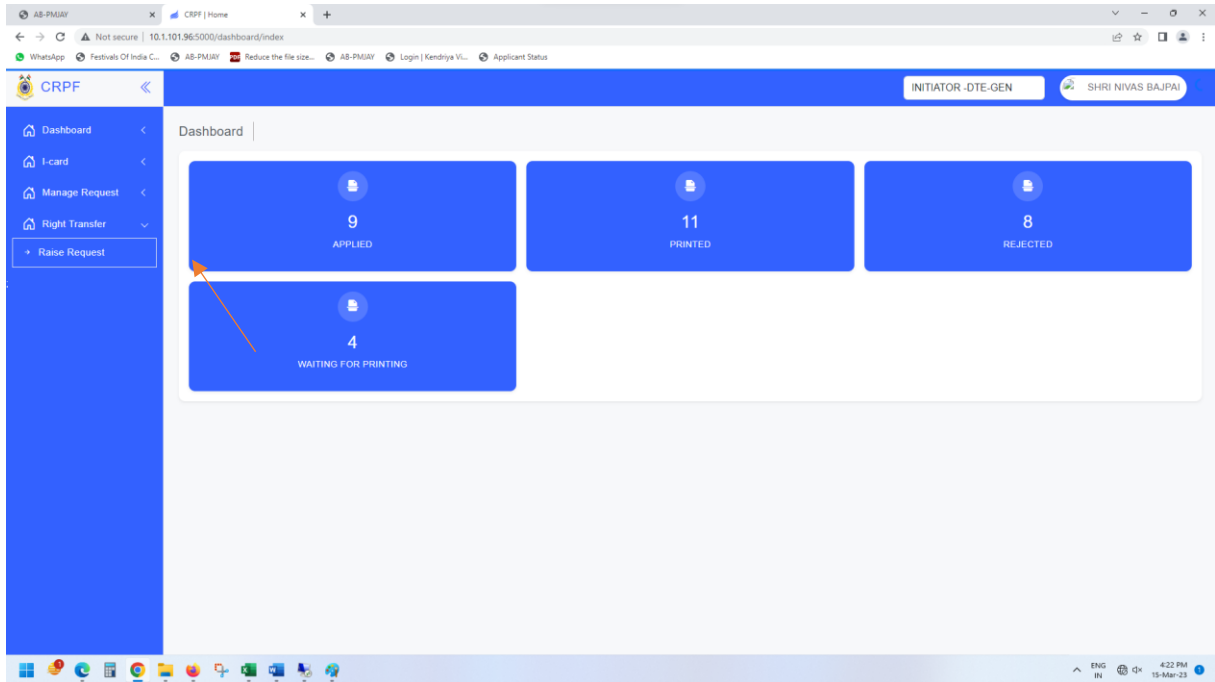 AB-PMJAY
CRPF | Home
Not secure | 10.1.101.96:5000/dashboard/index
WhatsApp Festivals Of India C... AB-PMJAY Reduce the file size... AB-PMJAY Login | Kendriya Vi... Applicant Status
CRPF
INITIATOR -DTE-GEN
SHRI NIVAS BAJPAI
Dashboard
I-card
Manage Request
Right Transfer
Raise Request
Dashboard
9
APPLIED
11
PRINTED
8
REJECTED
4
WAITING FOR PRINTING
ENG
IN
4:22 PM
15-Mar-23